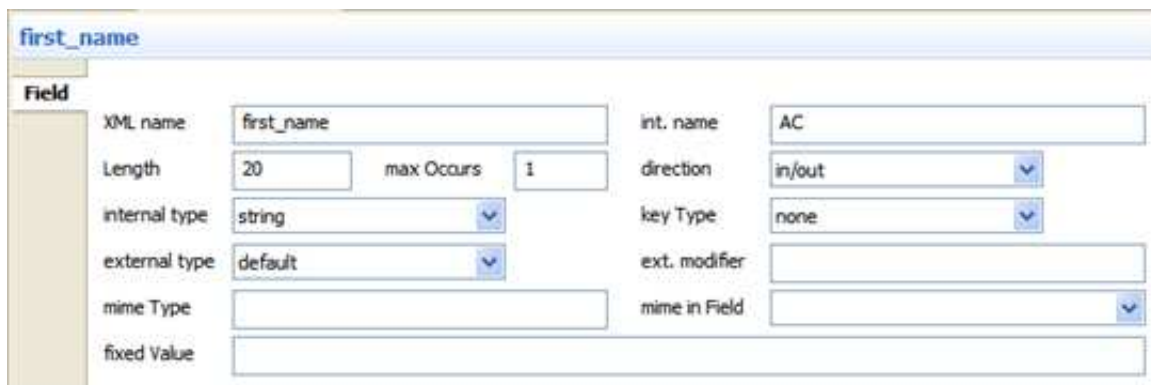 first_name
Field
XML name first_name int. name AC
Length 20 max Occurs 1 direction in/out
internal type string key Type none
external type default ext. modifier
mime Type mime in Field
fixed Value